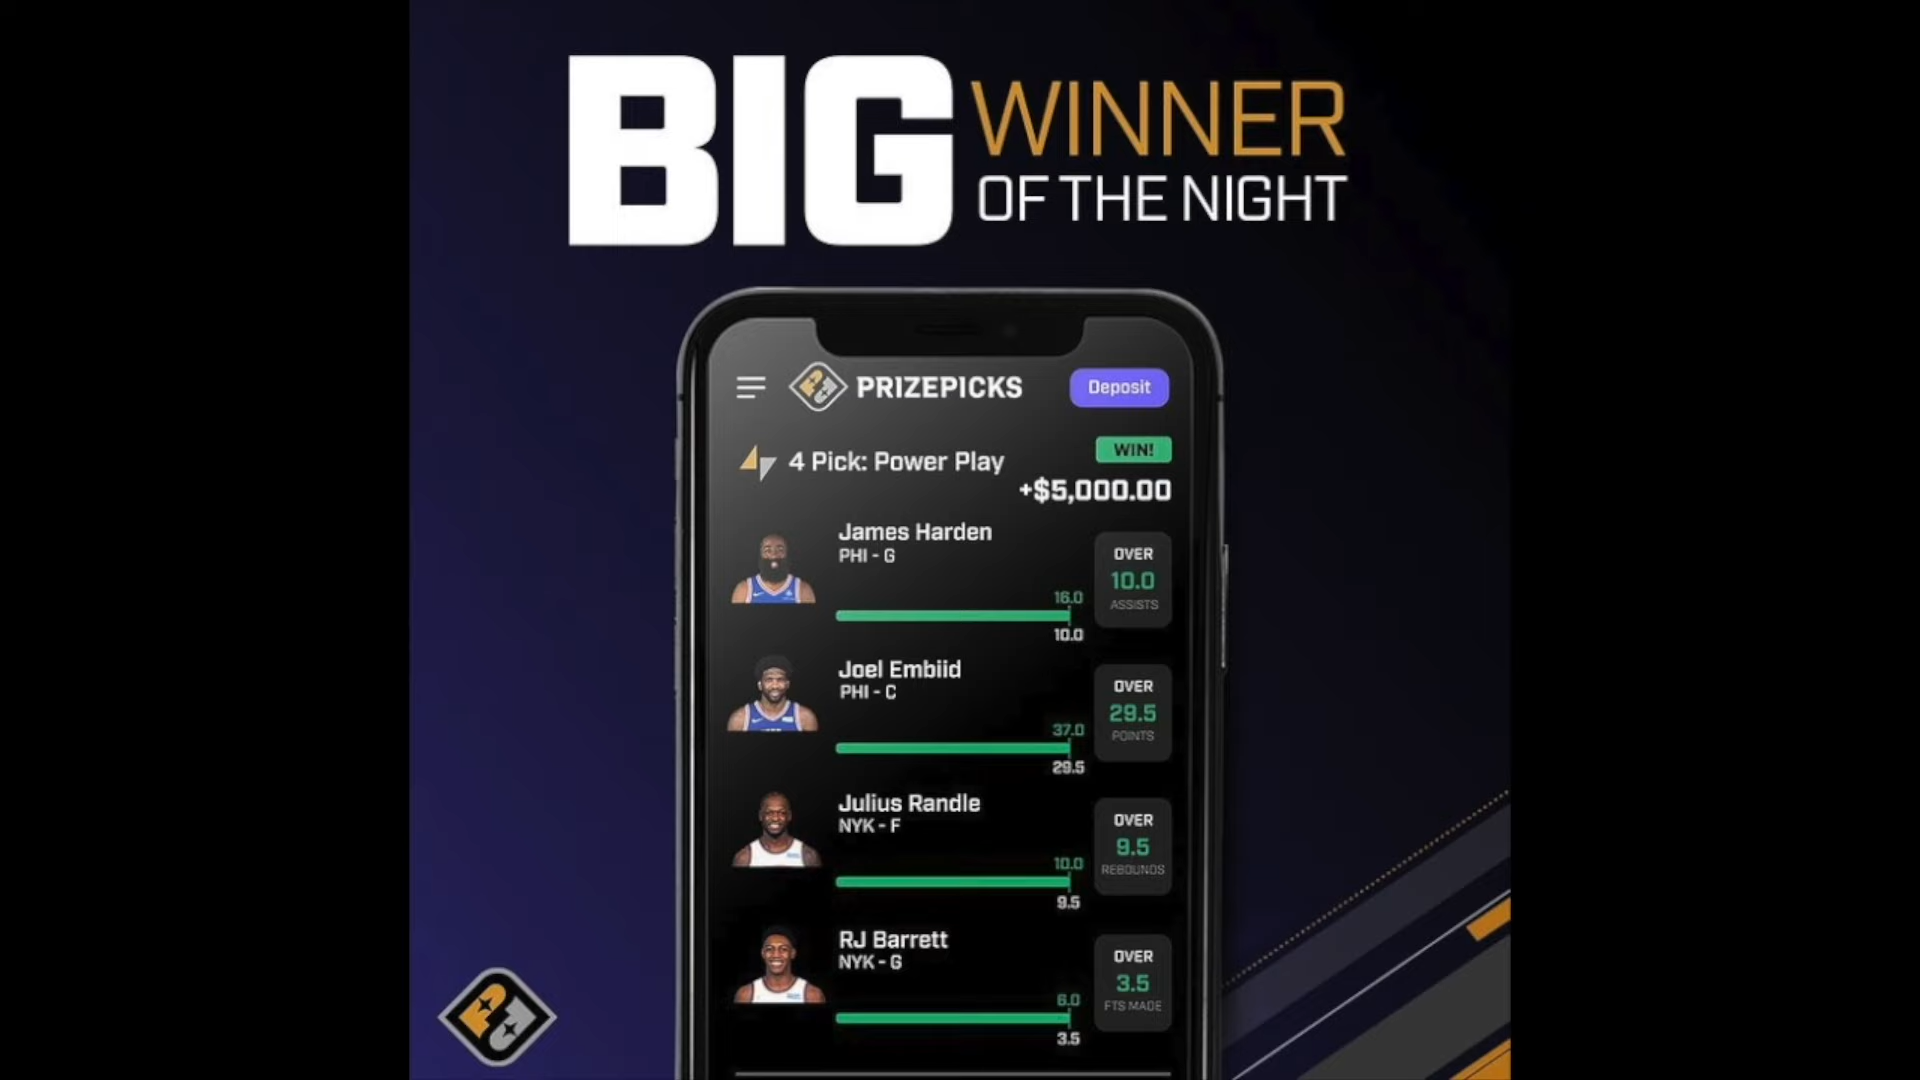 BIG WINNER
OF THE NIGHT
PRIZEPICKS
Deposit
4 Pick: Power Play
WIN!
+$5,000.00
James Harden
PHI - G
16.0
10.0
OVER
10.0
ASSISTS
Joel Embiid
PHI - C
37.0
29.5
OVER
29.5
POINTS
Julius Randle
NYK - F
10.0
9.5
OVER
9.5
REBOUNDS
RJ Barrett
NYK - G
6.0
3.5
OVER
3.5
FTS MADE